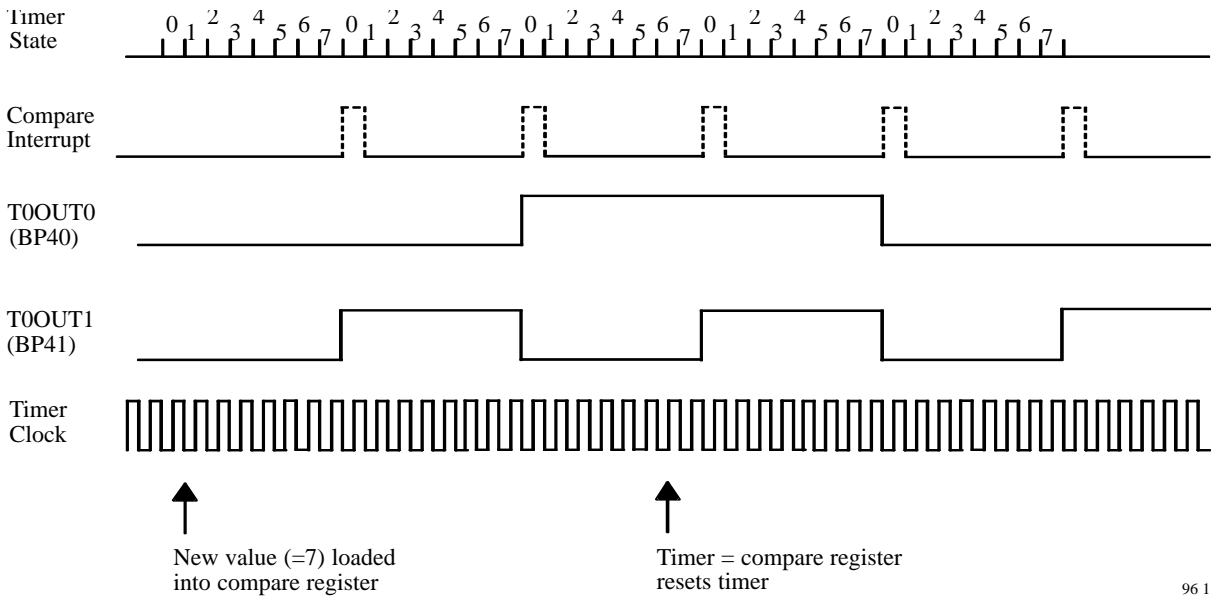 Timer
State
0 1 2 3 4 5 6 7 0 1 2 3 4 5 6 7 0 1 2 3 4 5 6 7 0 1 2 3 4 5 6 7 0 1 2 3 4 5 6 7
Compare
Interrupt
T0OUT0
(BP40)
T0OUT1
(BP41)
Timer
Clock
New value (=7) loaded
into compare register
Timer = compare register
resets timer
96 1